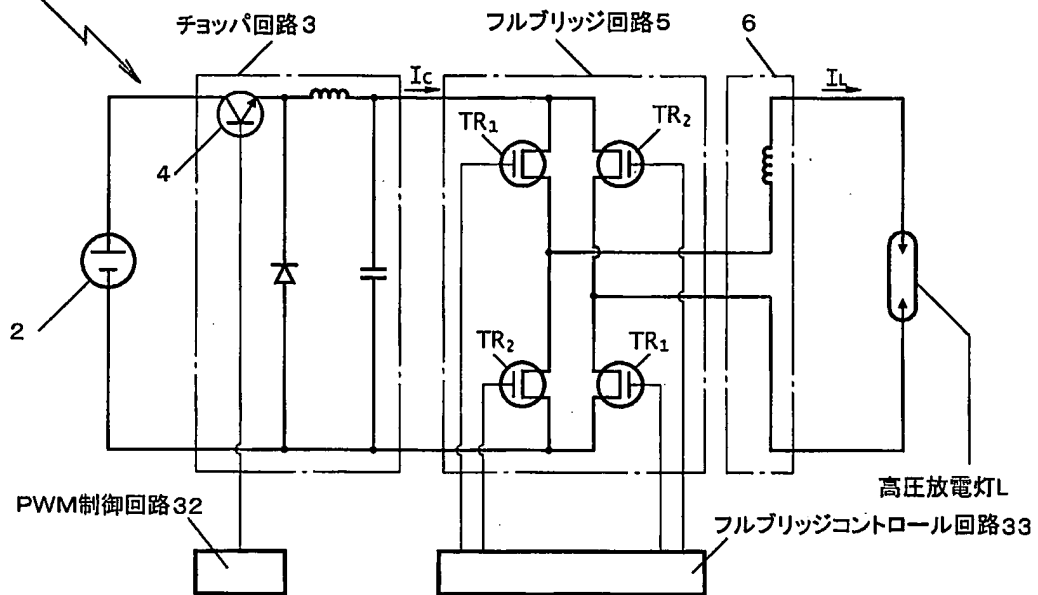 チョッパ回路3
フルブリッジ回路5
6
IC
IL
TR1
TR2
4
2
TR2
TR1
高圧放電灯L
PWM制御回路32
フルブリッジコントロール回路33